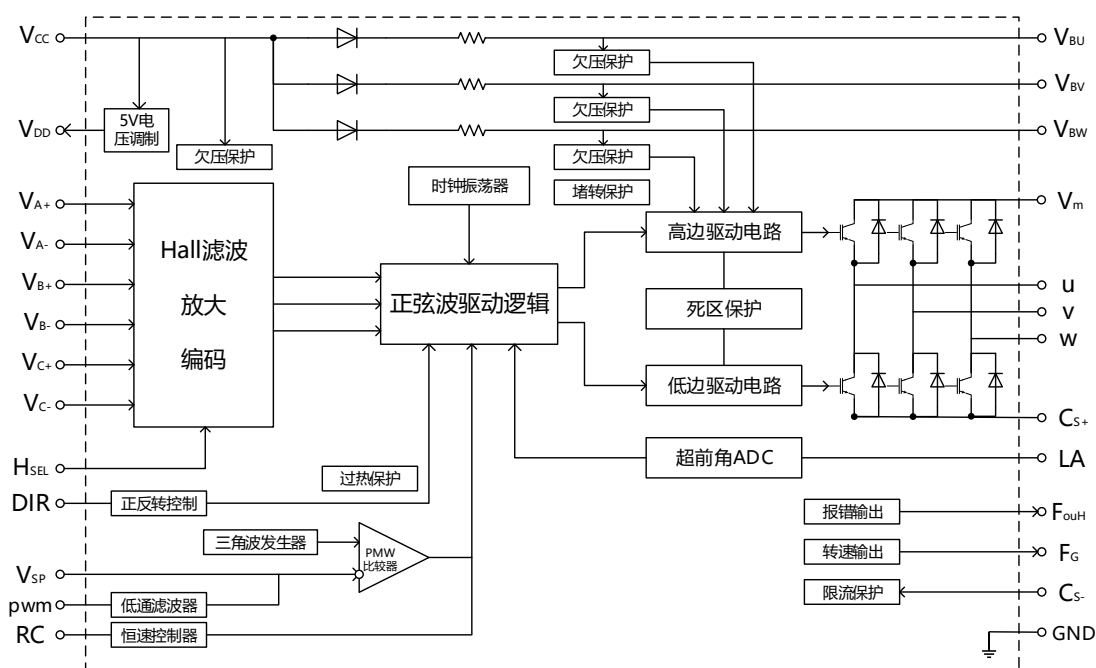 VCC
VBU
欠压保护
VBV
5V电
压调制
欠压保护
VDD
VBW
欠压保护
欠压保护
时钟振荡器
堵转保护
VA+
Vm
Hall滤波
放大
编码
高边驱动电路
VA-
VB+
正弦波驱动逻辑
u
死区保护
v
VB-
w
VC+
低边驱动电路
VC-
CS+
HSEL
过热保护
超前角ADC
LA
DIR
正反转控制
报错输出
FouH
三角波发生器
PMW
比较器
转速输出
FG
VSP
限流保护
CS-
pwm
低通滤波器
RC
恒速控制器
GND